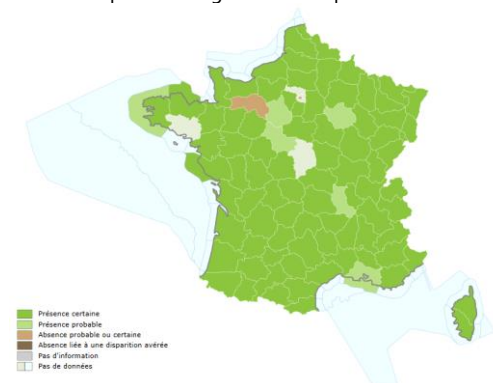 Présence certaine
Présence probable
Absence probable ou certaine
Absence liée à une disparition avérée
Pas d'information
Pas de données